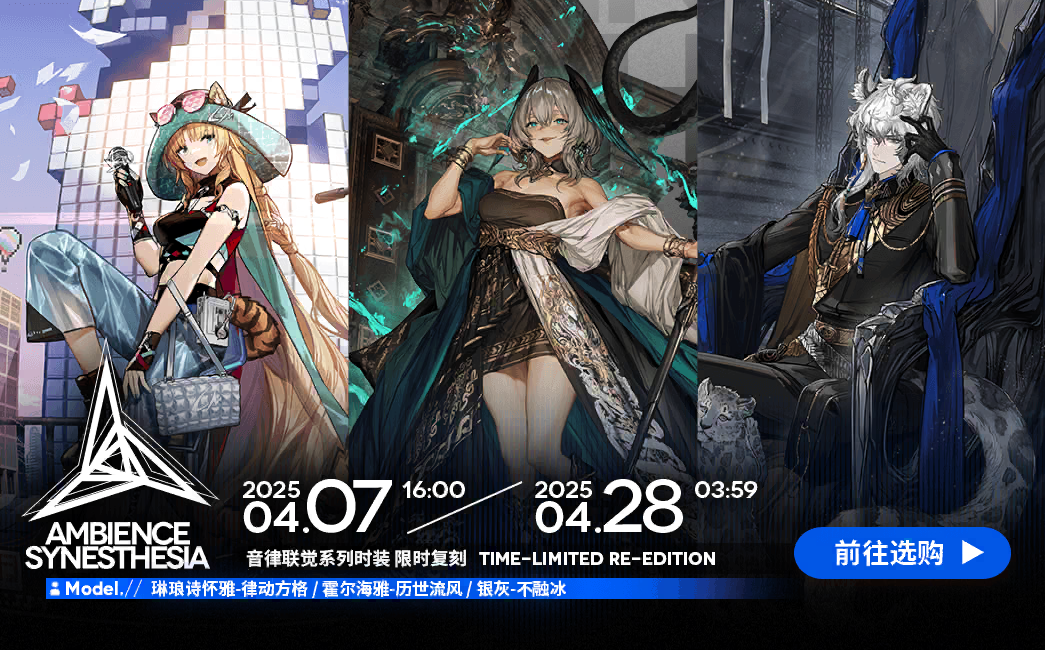 2025 04.07 16:00
2025 04.28 03:59
AMBIENCE
SYNESTHESIA
音律联觉系列时装 限时复刻 TIME-LIMITED RE-EDITION
前往选购
Model.// 琳琅诗怀雅-律动方格 / 霍尔海雅-历世流风 / 银灰-不融冰